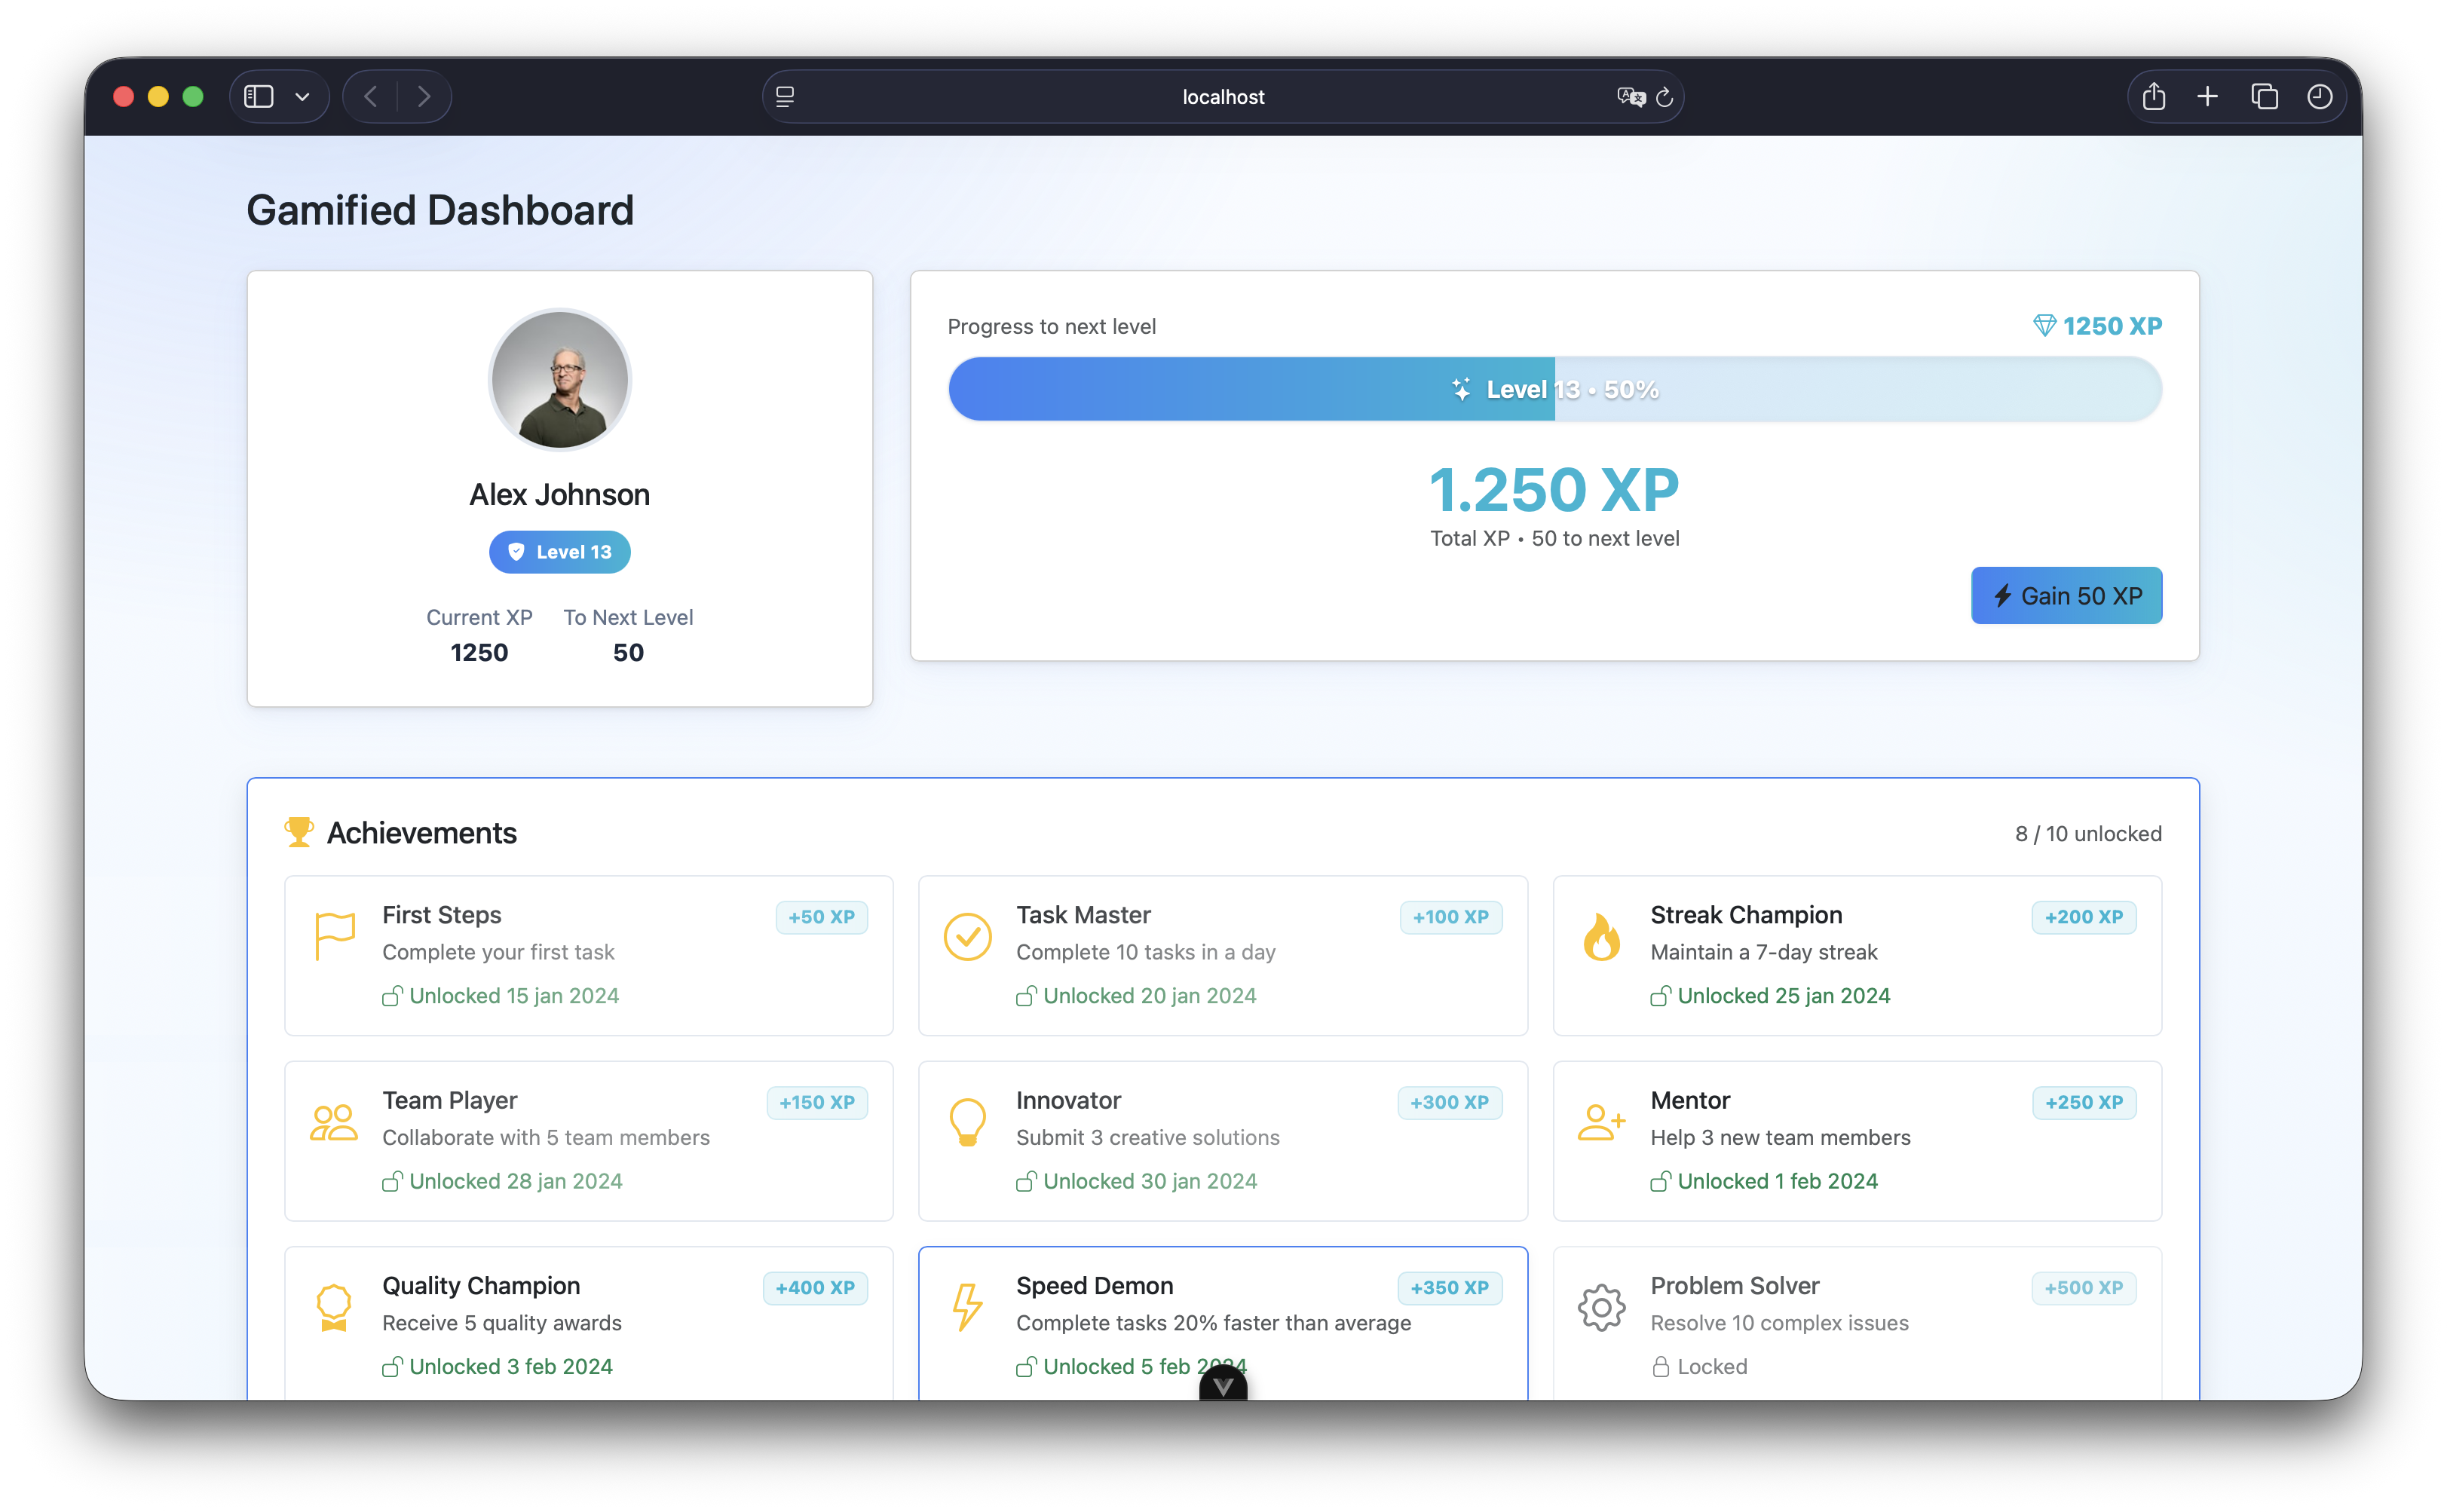 localhost
Gamified Dashboard
Alex Johnson
Level 13
Current XP
1250
To Next Level
50
Progress to next level
1250 XP
Level 13 • 50%
1.250 XP
Total XP • 50 to next level
Gain 50 XP
Achievements
8 / 10 unlocked
First Steps
+50 XP
Complete your first task
Unlocked 15 jan 2024
Task Master
+100 XP
Complete 10 tasks in a day
Unlocked 20 jan 2024
Streak Champion
+200 XP
Maintain a 7-day streak
Unlocked 25 jan 2024
Team Player
+150 XP
Collaborate with 5 team members
Unlocked 28 jan 2024
Innovator
+300 XP
Submit 3 creative solutions
Unlocked 30 jan 2024
Mentor
+250 XP
Help 3 new team members
Unlocked 1 feb 2024
Quality Champion
+400 XP
Receive 5 quality awards
Unlocked 3 feb 2024
Speed Demon
+350 XP
Complete tasks 20% faster than average
Unlocked 5 feb 2024
Problem Solver
+500 XP
Resolve 10 complex issues
Locked